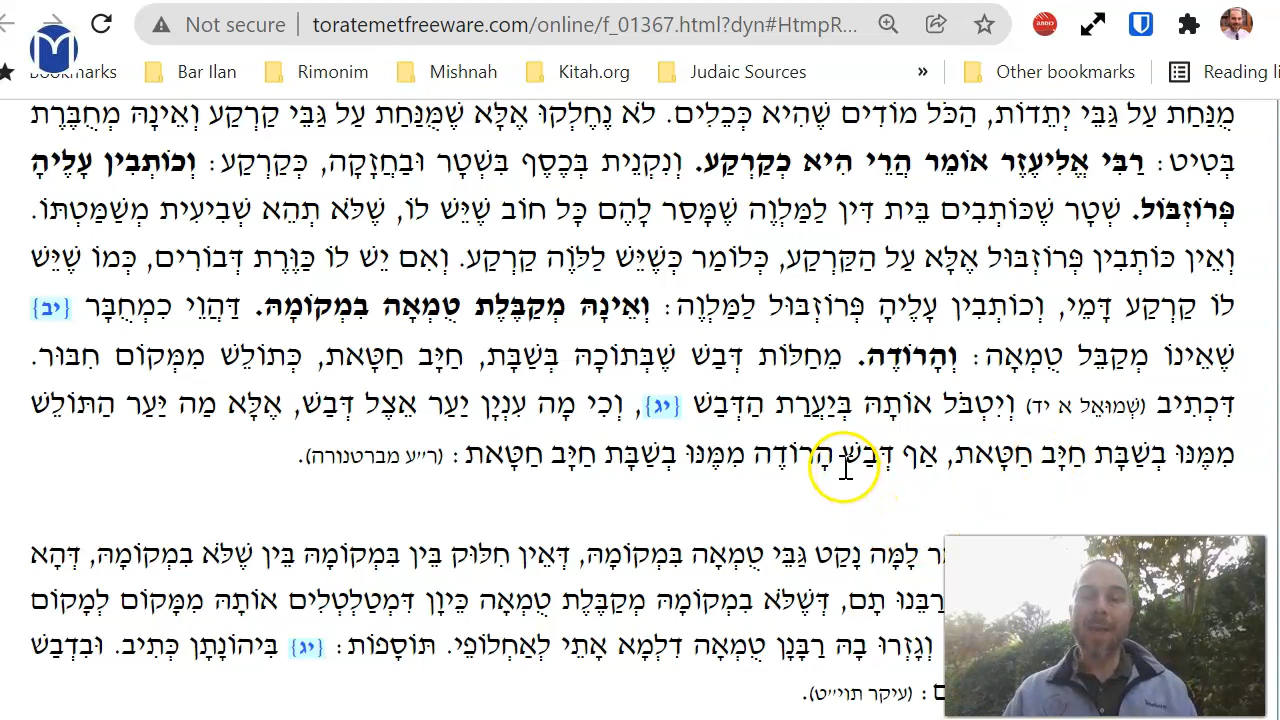 Not secure toratemetfreeware.com/online/f_01367.html?dyn#HtmpR...
Bookmarks Bar Ilan Rimonim Mishnah Kitah.org Judaic Sources » Other bookmarks Reading li
מֻנַּחַת עַל גַּבֵּי יְתֵדוֹת, הַכֹּל מוֹדִים שֶׁהִיא כְּכֵלִים. לֹא נֶחְלְקוּ אֶלָּא שֶׁמֻּנַּחַת עַל גַּבֵּי קַרְקַע וְאֵינָהּ מְחֻבֶּרֶת
בְּטִיט: רַבִּי אֱלִיעֶזֶר אוֹמֵר הֲרֵי הִיא כְקַרְקַע. וְנִקְנֵית בְּכֶסֶף בִּשְׁטָר וּבַחֲזָקָה, כְּקַרְקַע: וְכוֹתְבִין עָלֶיהָ
פְּרוֹזְבּוֹל. שְׁטָר שֶׁכּוֹתְבִים בֵּית דִּין לַמַּלְוֶה שֶׁמָּסַר לָהֶם כָּל חוֹב שֶׁיֵּשׁ לוֹ, שֶׁלֹּא תְהֵא שְׁבִיעִית מְשַׁמַּטְתּוֹ.
וְאֵין כּוֹתְבִין פְּרוֹזְבּוּל אֶלָּא עַל הַקַּרְקַע, כְּלוֹמַר כְּשֶׁיֵּשׁ לַלֹּוֶה קַרְקַע. וְאִם יֵשׁ לוֹ כַּוֶּרֶת דְּבוֹרִים, כְּמוֹ שֶׁיֵּשׁ
לוֹ קַרְקַע דָּמֵי, וְכוֹתְבִין עָלֶיהָ פְּרוֹזְבּוּל לַמַּלְוֶה: וְאֵינָהּ מְקַבֶּלֶת טֻמְאָה בִּמְקוֹמָהּ. דַּהֲוֵי כִמְחֻבָּר {יב}
שֶׁאֵינוֹ מְקַבֵּל טֻמְאָה: וְהָרוֹדֶה. מֵחַלּוֹת דְּבַשׁ שֶׁבְּתוֹכָהּ בְּשַׁבָּת, חַיָּב חַטָּאת, כְּתוֹלֵשׁ מִמְּקוֹם חִבּוּר.
דִּכְתִיב (שְׁמוּאֵל א יד) וְיִטְבֹּל אוֹתָהּ בְּיַעֲרַת הַדְּבַשׁ {יג}, וְכִי מָה עִנְיַן יַעַר אֵצֶל דְּבַשׁ, אֶלָּא מַה יַּעַר הַתּוֹלֵשׁ
מִמֶּנּוּ בְשַׁבָּת חַיָּב חַטָּאת, אַף דְּבַשׁ הָרוֹדֶה מִמֶּנּוּ בְשַׁבָּת חַיָּב חַטָּאת: (ר״ע מברטנורה).
לָמָּה נָקַט גַּבֵּי טֻמְאָה בִּמְקוֹמָהּ, דְּאֵין חִלּוּק בֵּין בִּמְקוֹמָהּ בֵּין שֶׁלֹּא בִמְקוֹמָהּ, דְּהָא
רַבֵּנוּ תָם, דְּשֶׁלֹּא בִמְקוֹמָהּ מְקַבֶּלֶת טֻמְאָה כֵּיוָן דִּמְטַלְטְלִים אוֹתָהּ מִמָּקוֹם לְמָקוֹם
וְגָזְרוּ בָהּ רַבָּנָן טֻמְאָה דִלְמָא אָתֵי לְאַחְלוֹפֵי. תּוֹסָפוֹת: {יג} בִּיהוֹנָתָן כְּתִיב. וּבִדְבַשׁ
(עיקר תוי״ט).